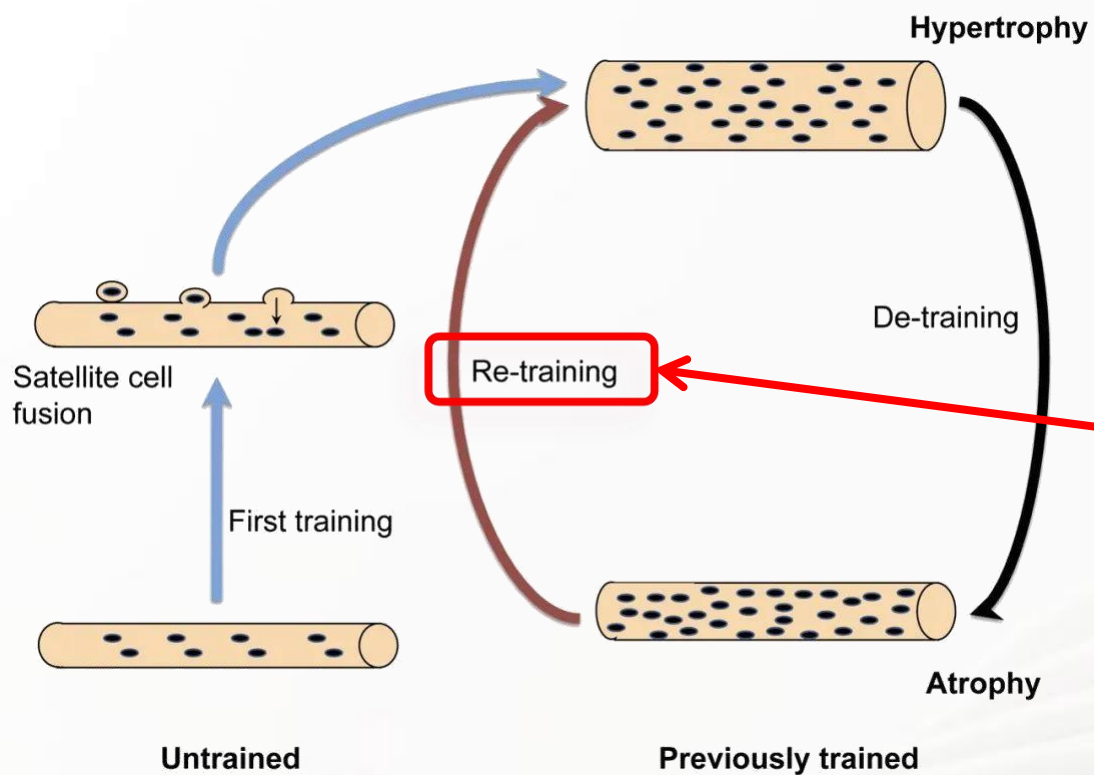 Hypertrophy
De-training
Re-training
Satellite cell
fusion
First training
Atrophy
Untrained
Previously trained